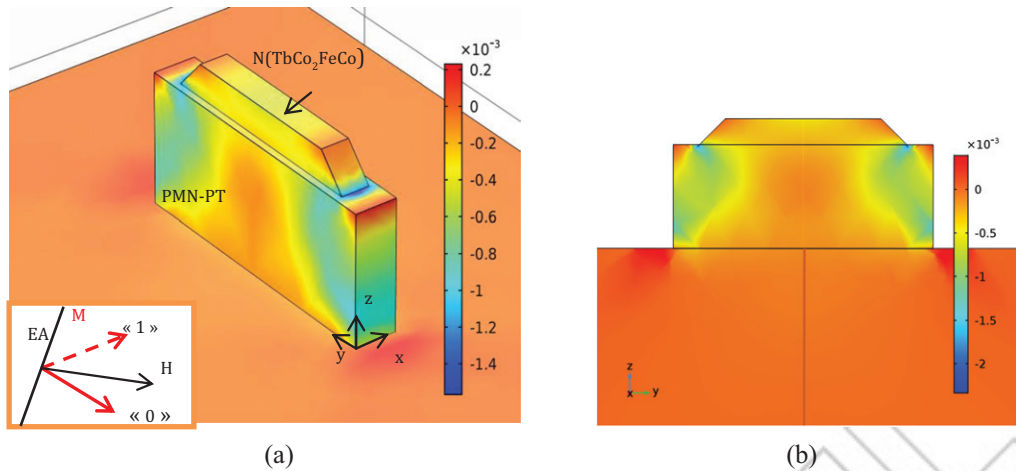 ×10⁻³
0.2
0
-0.2
-0.4
-0.6
-0.8
-1
-1.2
-1.4
N(TbCo₂FeCo)
PMN-PT
z
y
x
EA
M
« 1 »
H
« 0 »
(a)
×10⁻³
0
-0.5
-1
-1.5
-2
z
x
y
(b)